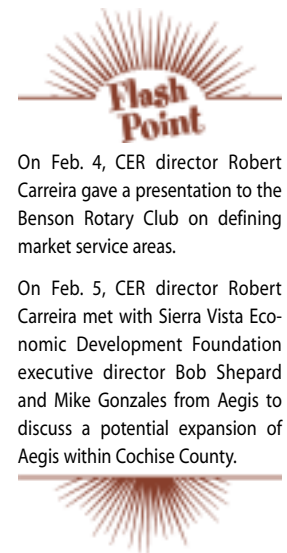 Flash
Point
On Feb. 4, CER director Robert
Carreira gave a presentation to the
Benson Rotary Club on defining
market service areas.
On Feb. 5, CER director Robert
Carreira met with Sierra Vista Eco-
nomic Development Foundation
executive director Bob Shepard
and Mike Gonzales from Aegis to
discuss a potential expansion of
Aegis within Cochise County.